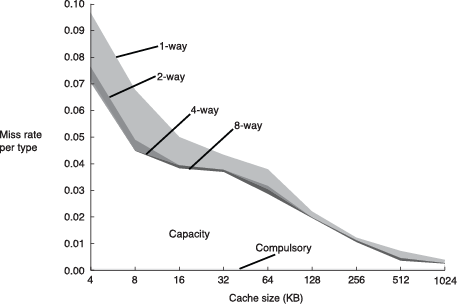 0.10
0.09
0.08
1-way
0.07
2-way
0.06
4-way
Miss rate
per type
0.05
8-way
0.04
0.03
0.02
Capacity
0.01
Compulsory
0.00
4 8 16 32 64 128 256 512 1024
Cache size (KB)